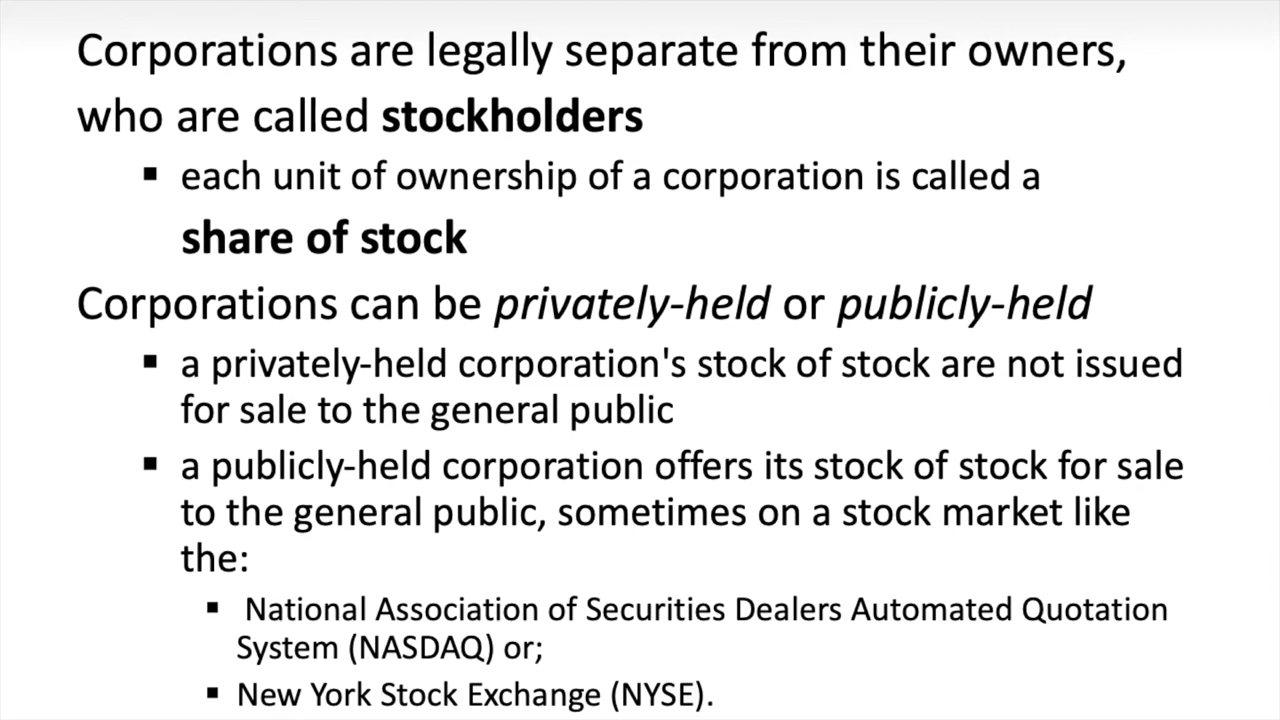 Corporations are legally separate from their owners,
who are called stockholders
▪ each unit of ownership of a corporation is called a
share of stock
Corporations can be privately-held or publicly-held
▪ a privately-held corporation's stock of stock are not issued
for sale to the general public
▪ a publicly-held corporation offers its stock of stock for sale
to the general public, sometimes on a stock market like
the:
▪ National Association of Securities Dealers Automated Quotation
System (NASDAQ) or;
▪ New York Stock Exchange (NYSE).